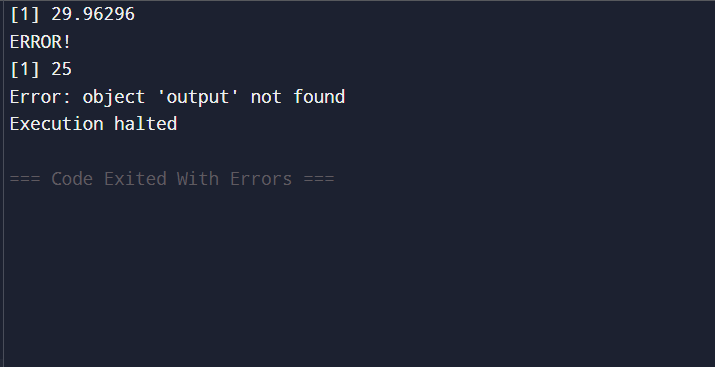 [1] 29.96296
ERROR!
[1] 25
Error: object 'output' not found
Execution halted
=== Code Exited With Errors ===